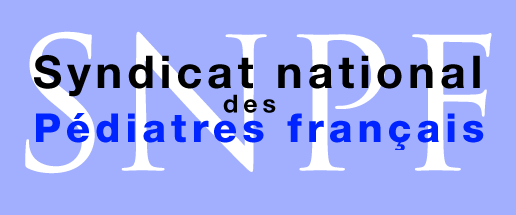 SNPF
Syndicat national
des
Pédiatres français